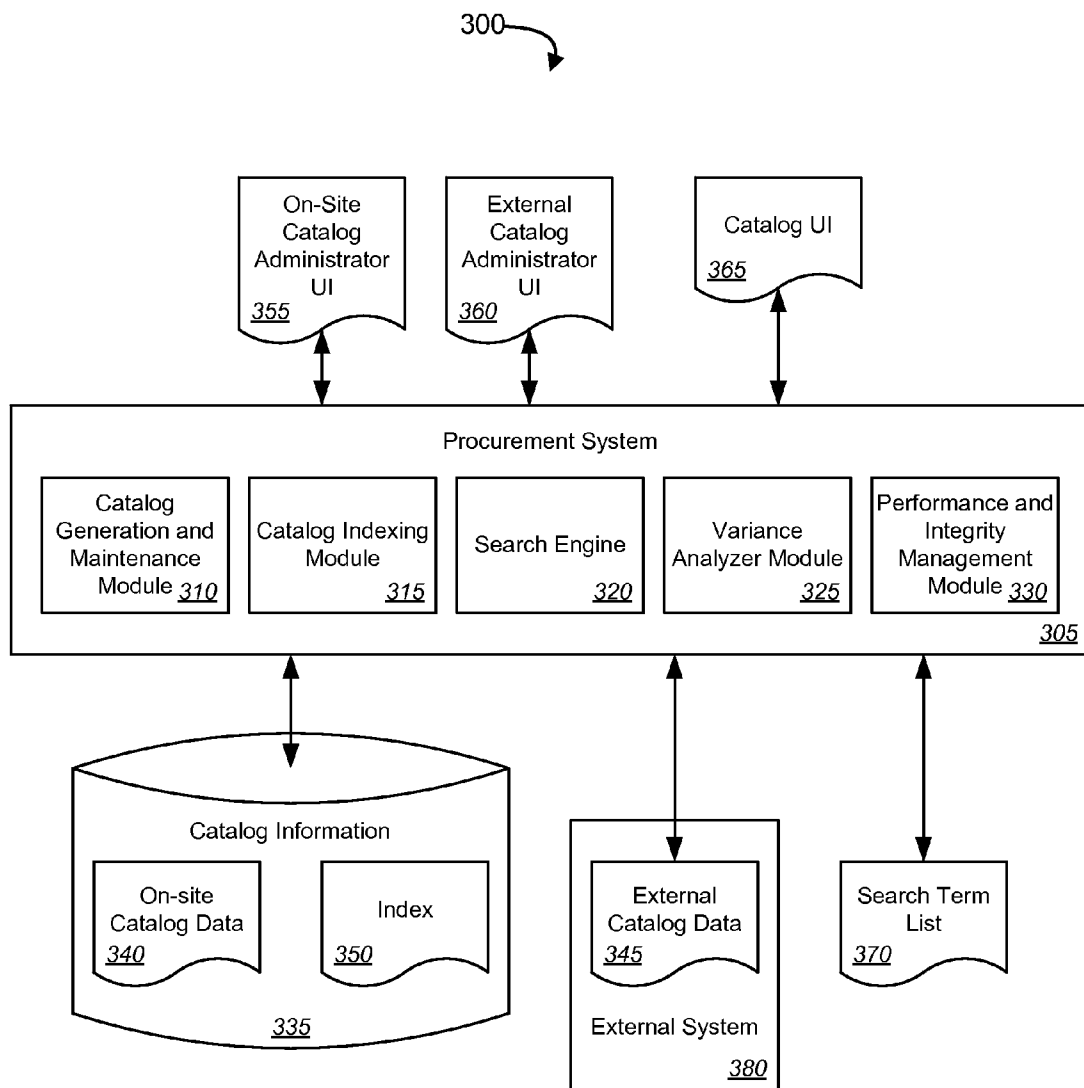 300
On-Site
Catalog
Administrator
UI
355
External
Catalog
Administrator
UI
360
Catalog UI
365
Procurement System
Catalog
Generation and
Maintenance
Module
310
Catalog Indexing
Module
315
Search Engine
320
Variance
Analyzer Module
325
Performance and
Integrity
Management
Module
330
305
Catalog Information
On-site
Catalog Data
340
Index
350
335
External
Catalog Data
345
External System
380
Search Term
List
370